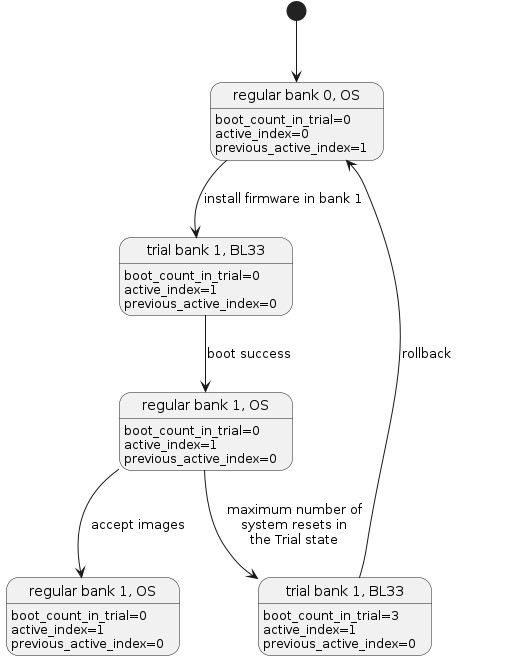 regular bank 0, OS
boot_count_in_trial=0
active_index=0
previous_active_index=1
install firmware in bank 1
trial bank 1, BL33
boot_count_in_trial=0
active_index=1
previous_active_index=0
boot success
rollback
regular bank 1, OS
boot_count_in_trial=0
active_index=1
previous_active_index=0
accept images
maximum number of
system resets in
the Trial state
regular bank 1, OS
boot_count_in_trial=0
active_index=1
previous_active_index=0
trial bank 1, BL33
boot_count_in_trial=3
active_index=1
previous_active_index=0